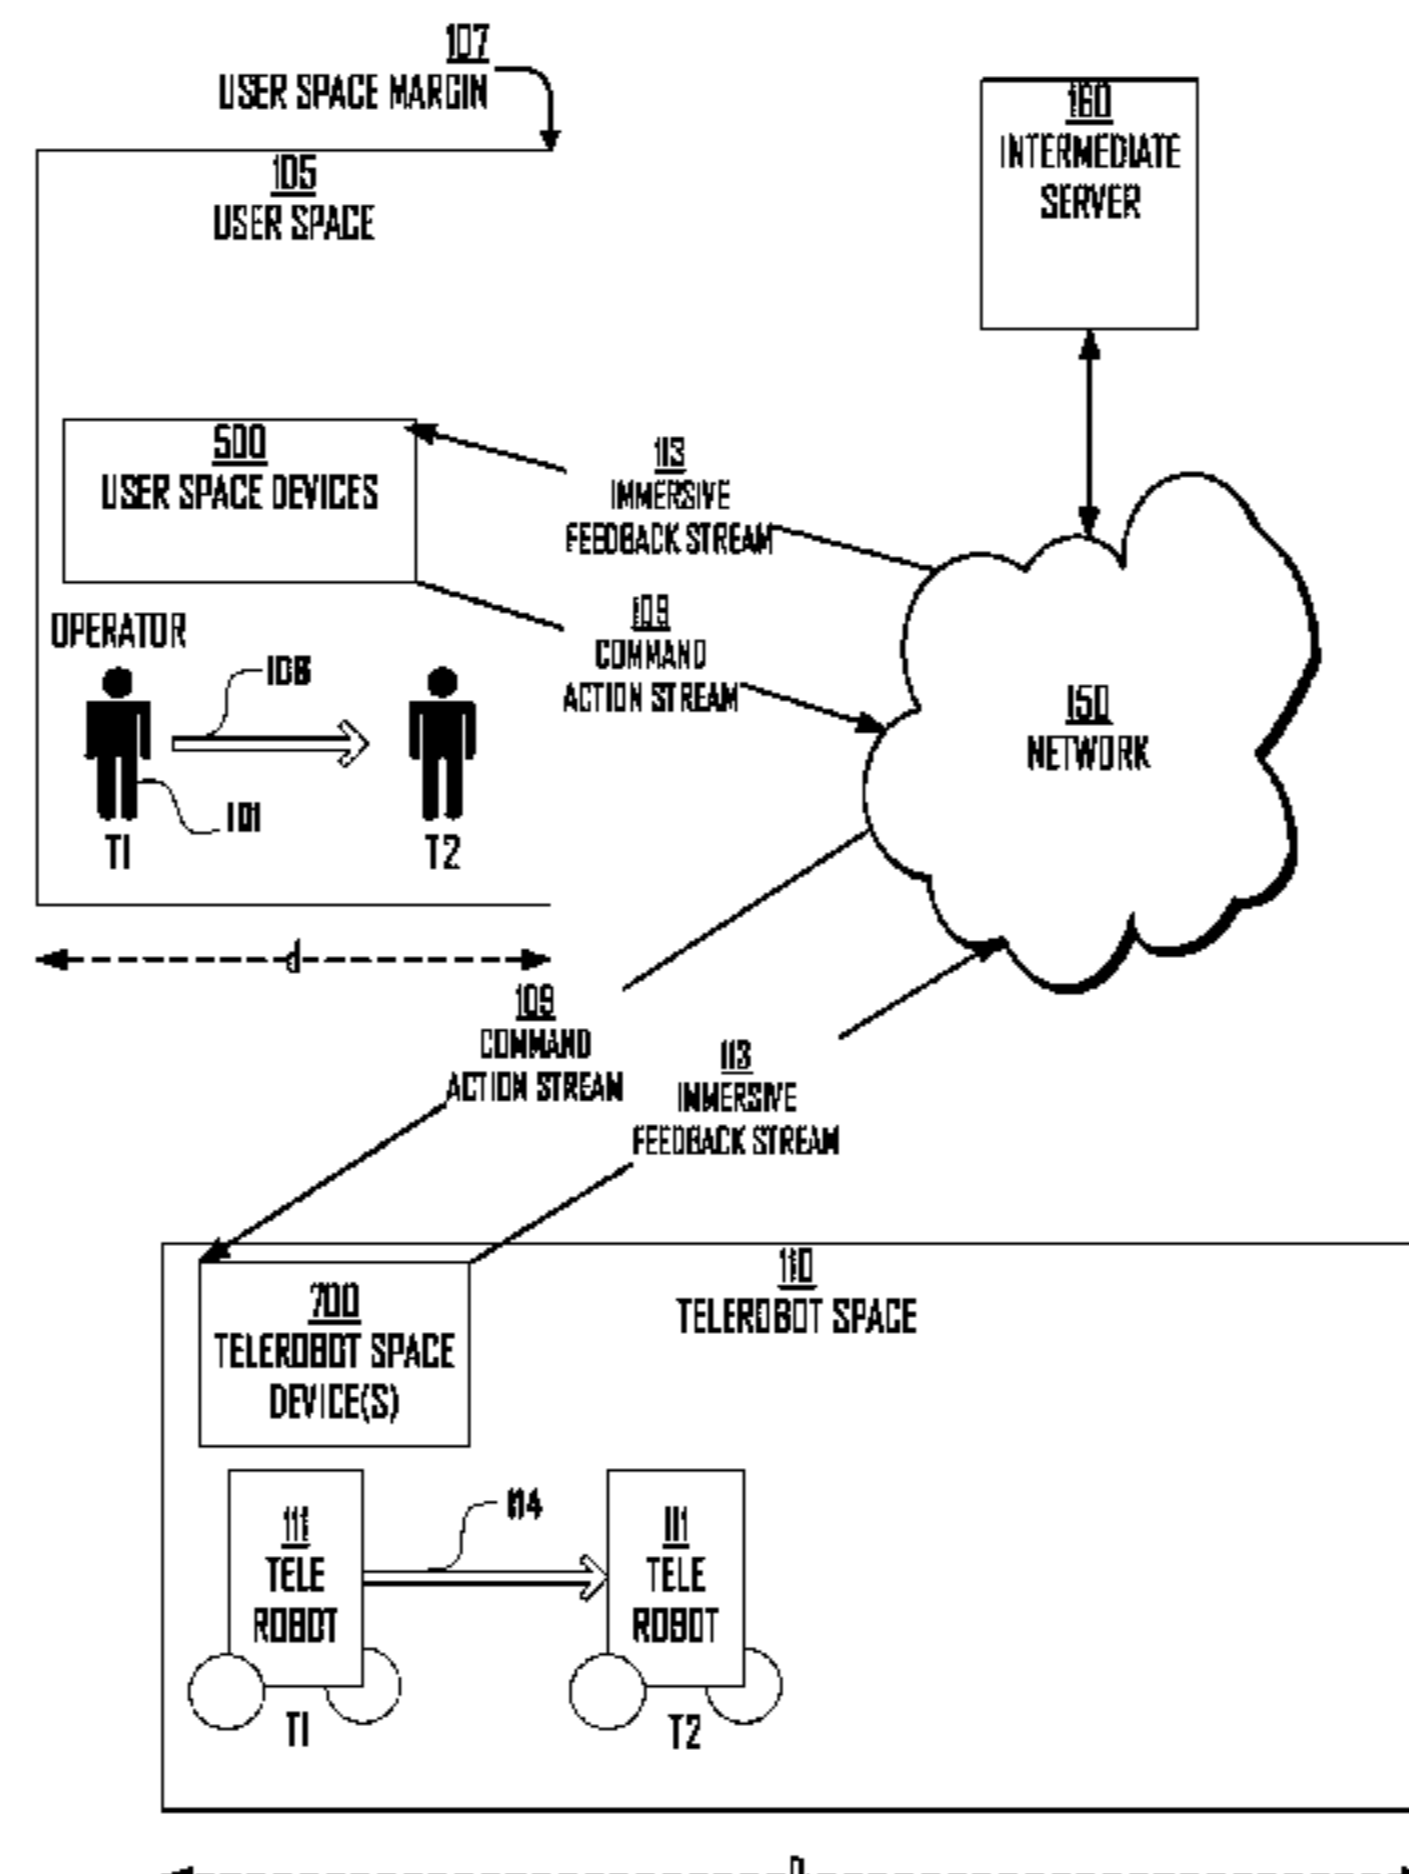 107
USER SPACE MARGIN
105
USER SPACE
160
INTERMEDIATE
SERVER
500
USER SPACE DEVICES
113
IMMERSIVE
FEEDBACK STREAM
109
COMMAND
ACTION STREAM
150
NETWORK
OPERATOR
106
101
T1
T2
d
109
COMMAND
ACTION STREAM
113
IMMERSIVE
FEEDBACK STREAM
110
TELEROBOT SPACE
700
TELEROBOT SPACE
DEVICE(S)
114
111
TELE
ROBOT
111
TELE
ROBOT
T1
T2